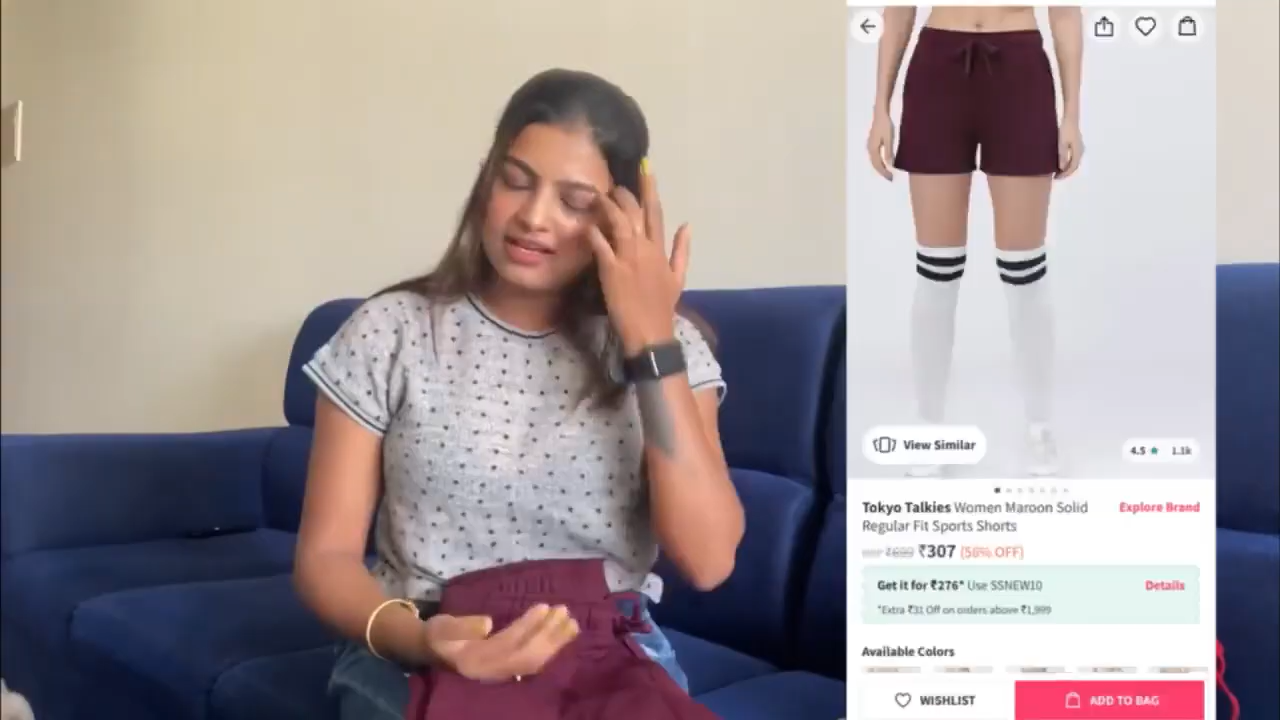 View Similar
4.5 ★ 1.1k
Tokyo Talkies Women Maroon Solid
Regular Fit Sports Shorts
Explore Brand
₹699 ₹307 (56% OFF)
Get it for ₹276* Use SSNEW10
Details
*Extra ₹31 Off on orders above ₹1,999
Available Colors
WISHLIST
ADD TO BAG